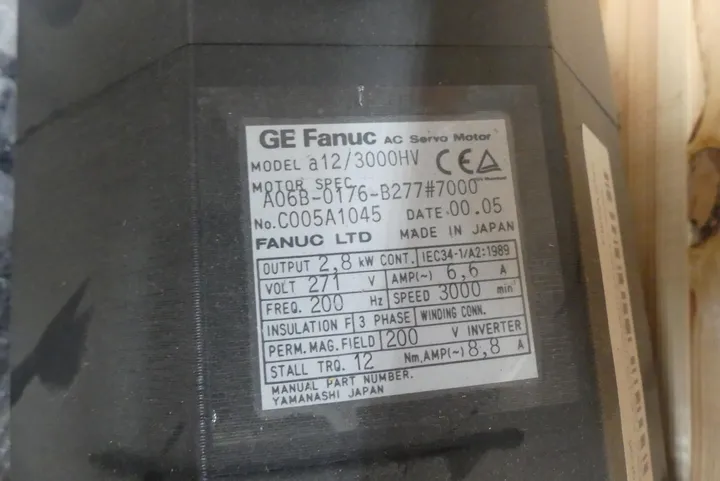 GE Fanuc AC Servo Motor
MODEL a12/3000HV CE
MOTOR SPEC.
A06B-0176-B277#7000
No. C005A1045 DATE 00.05
FANUC LTD MADE IN JAPAN
OUTPUT 2,8 kW CONT. IEC34-1/A2:1989
VOLT 271 V AMP(~) 6,6 A
FREQ. 200 Hz SPEED 3000 min
INSULATION F 3 PHASE WINDING CONN.
PERM. MAG. FIELD 200 V INVERTER
STALL TRQ. 12 Nm, AMP(~) 8,8 A
MANUAL PART NUMBER.
YAMANASHI JAPAN